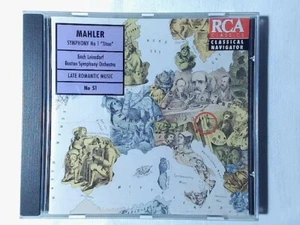 MAHLER
SYMPHONY No 1 "Titan"
Erich Leinsdorf
Boston Symphony Orchestra
LATE ROMANTIC MUSIC
No 51
RCA
CLASSICAL
NAVIGATOR